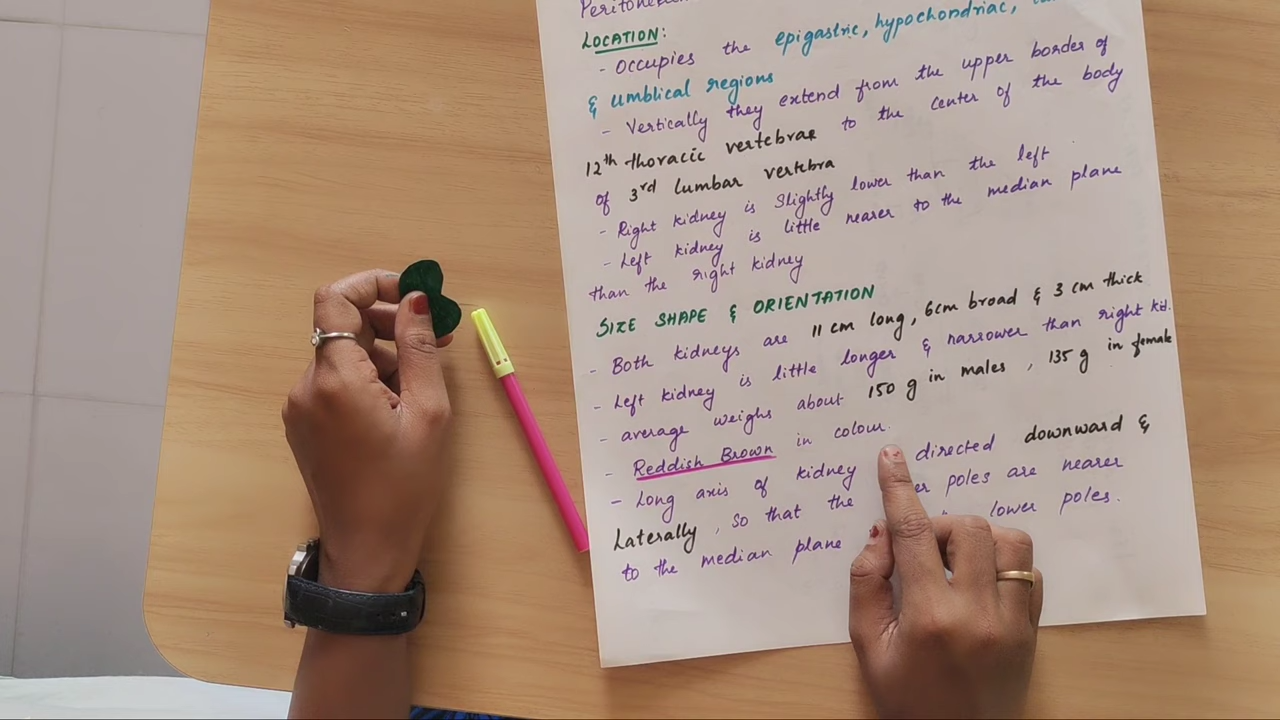 Peritoneal
LOCATION:
- Occupies the epigastric, hypochondriac,
& umblical regions
- Vertically they extend from the upper border of
12th thoracic vertebrae to the center of the body
of 3rd lumbar vertebra
- Right kidney is slightly lower than the left
- Left kidney is little nearer to the median plane
than the right kidney
SIZE SHAPE & ORIENTATION
- Both kidneys are 11 cm long, 6cm broad & 3 cm thick
- Left kidney is little longer & narrower than right kid.
- average weighs about 150 g in males, 135 g in female
- Reddish Brown in colour.
- Long axis of kidney directed downward &
Laterally, so that the poles are nearer
to the median plane lower poles.